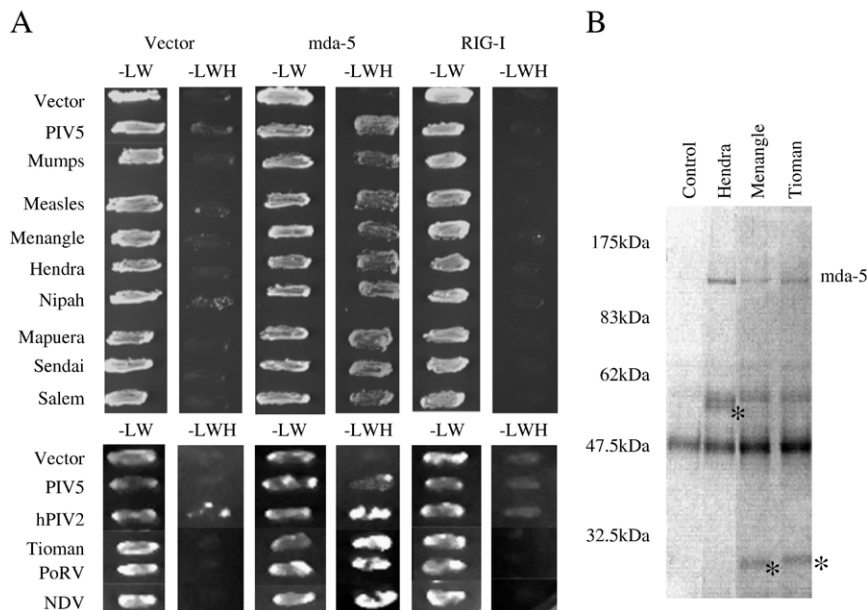 A
Vector mda-5 RIG-I
-LW -LWH -LW -LWH -LW -LWH
Vector
PIV5
Mumps
Measles
Menangle
Hendra
Nipah
Mapuera
Sendai
Salem
-LW -LWH -LW -LWH -LW -LWH
Vector
PIV5
hPIV2
Tioman
PoRV
NDV
B
Control
Hendra
Menangle
Tioman
175kDa
mda-5
83kDa
62kDa
*
47.5kDa
32.5kDa
* *